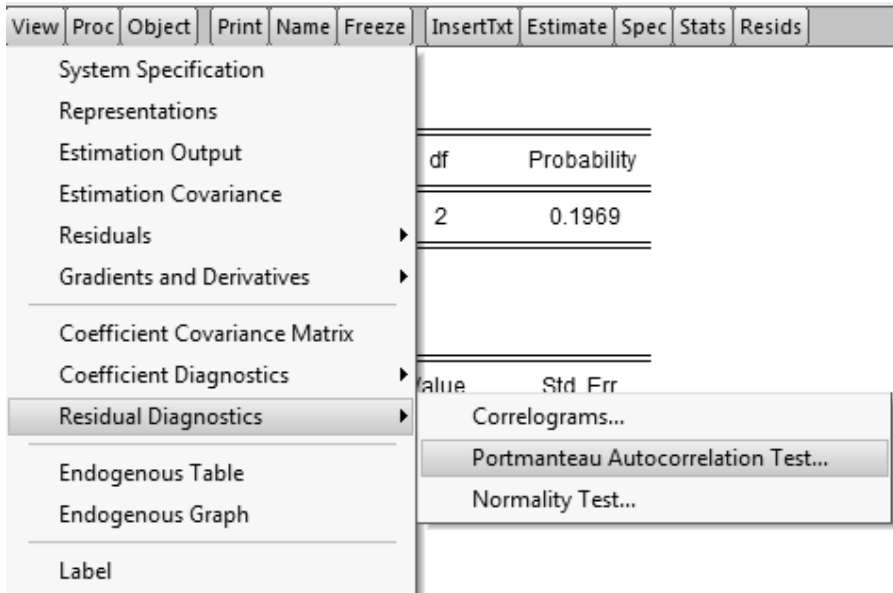 View Proc Object Print Name Freeze InsertTxt Estimate Spec Stats Resids
System Specification
Representations
Estimation Output
Estimation Covariance
Residuals
Gradients and Derivatives
Coefficient Covariance Matrix
Coefficient Diagnostics
Residual Diagnostics
Endogenous Table
Endogenous Graph
Label
df Probability
2 0.1969
Std. Err.
Correlograms...
Portmanteau Autocorrelation Test...
Normality Test...